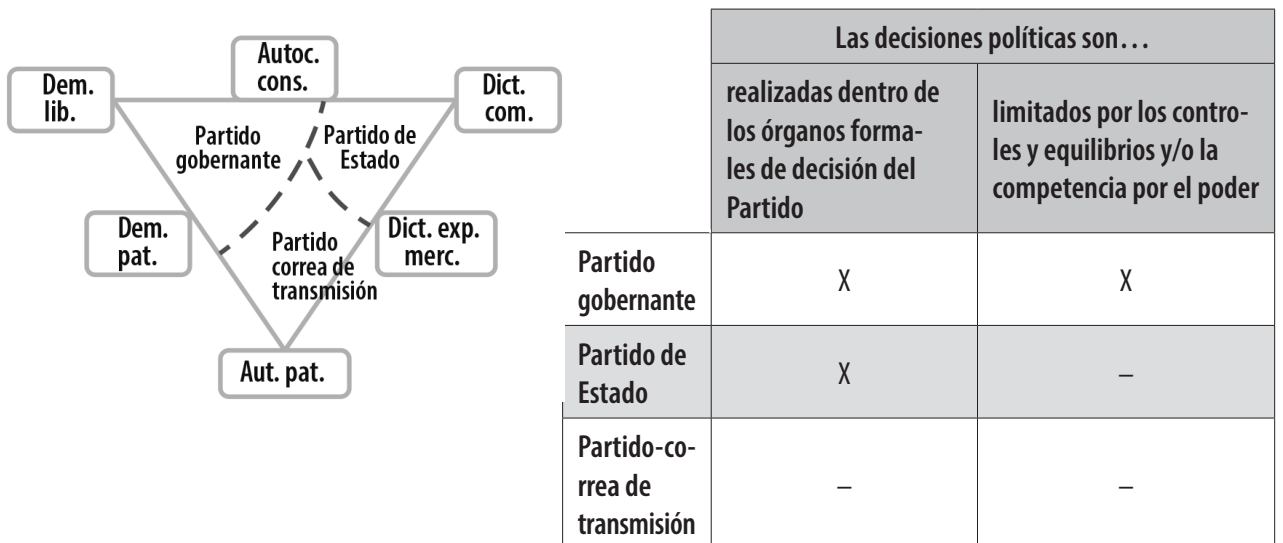 Autoc.
cons.
Dem.
lib.
Dict.
com.
Partido
gobernante
Partido de
Estado
Dem.
pat.
Partido
correa de
transmisión
Dict. exp.
merc.
Aut. pat.
Las decisiones políticas son…
realizadas dentro de
los órganos forma-
les de decisión del
Partido
limitados por los contro-
les y equilibrios y/o la
competencia por el poder
Partido
gobernante
X
X
Partido de
Estado
X
–
Partido-co-
rrea de
transmisión
–
–